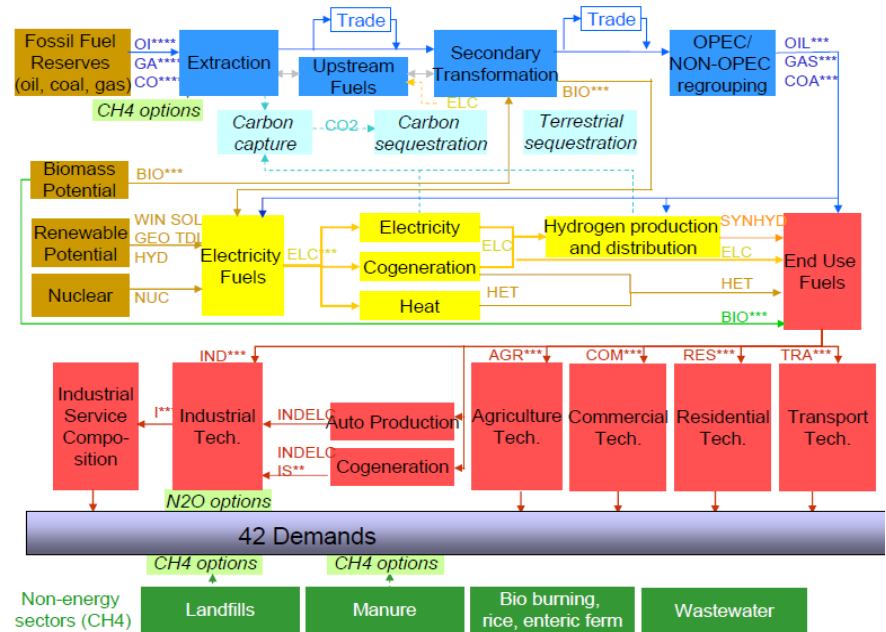 Trade
Trade
Fossil Fuel
Reserves
(oil, coal, gas)
OI****
GA****
CO****
Extraction
Upstream
Fuels
Secondary
Transformation
OPEC/
NON-OPEC
regrouping
OIL***
GAS***
COA***
CH4 options
ELC
BIO***
Carbon
capture
CO2
Carbon
sequestration
Terrestrial
sequestration
Biomass
Potential
BIO***
Renewable
Potential
WIN SOL
GEO TDL
HYD
Nuclear
NUC
Electricity
Fuels
ELC***
Electricity
Cogeneration
Heat
ELC
HET
Hydrogen production
and distribution
SYNHYD
ELC
HET
BIO***
End Use
Fuels
IND***
AGR***
COM***
RES***
TRA***
Industrial
Service
Compo-
sition
I***
Industrial
Tech.
INDELC
Auto Production
INDELC
IS**
Cogeneration
Agriculture
Tech.
Commercial
Tech.
Residential
Tech.
Transport
Tech.
N2O options
42 Demands
CH4 options
CH4 options
Non-energy
sectors (CH4)
Landfills
Manure
Bio burning,
rice, enteric ferm
Wastewater